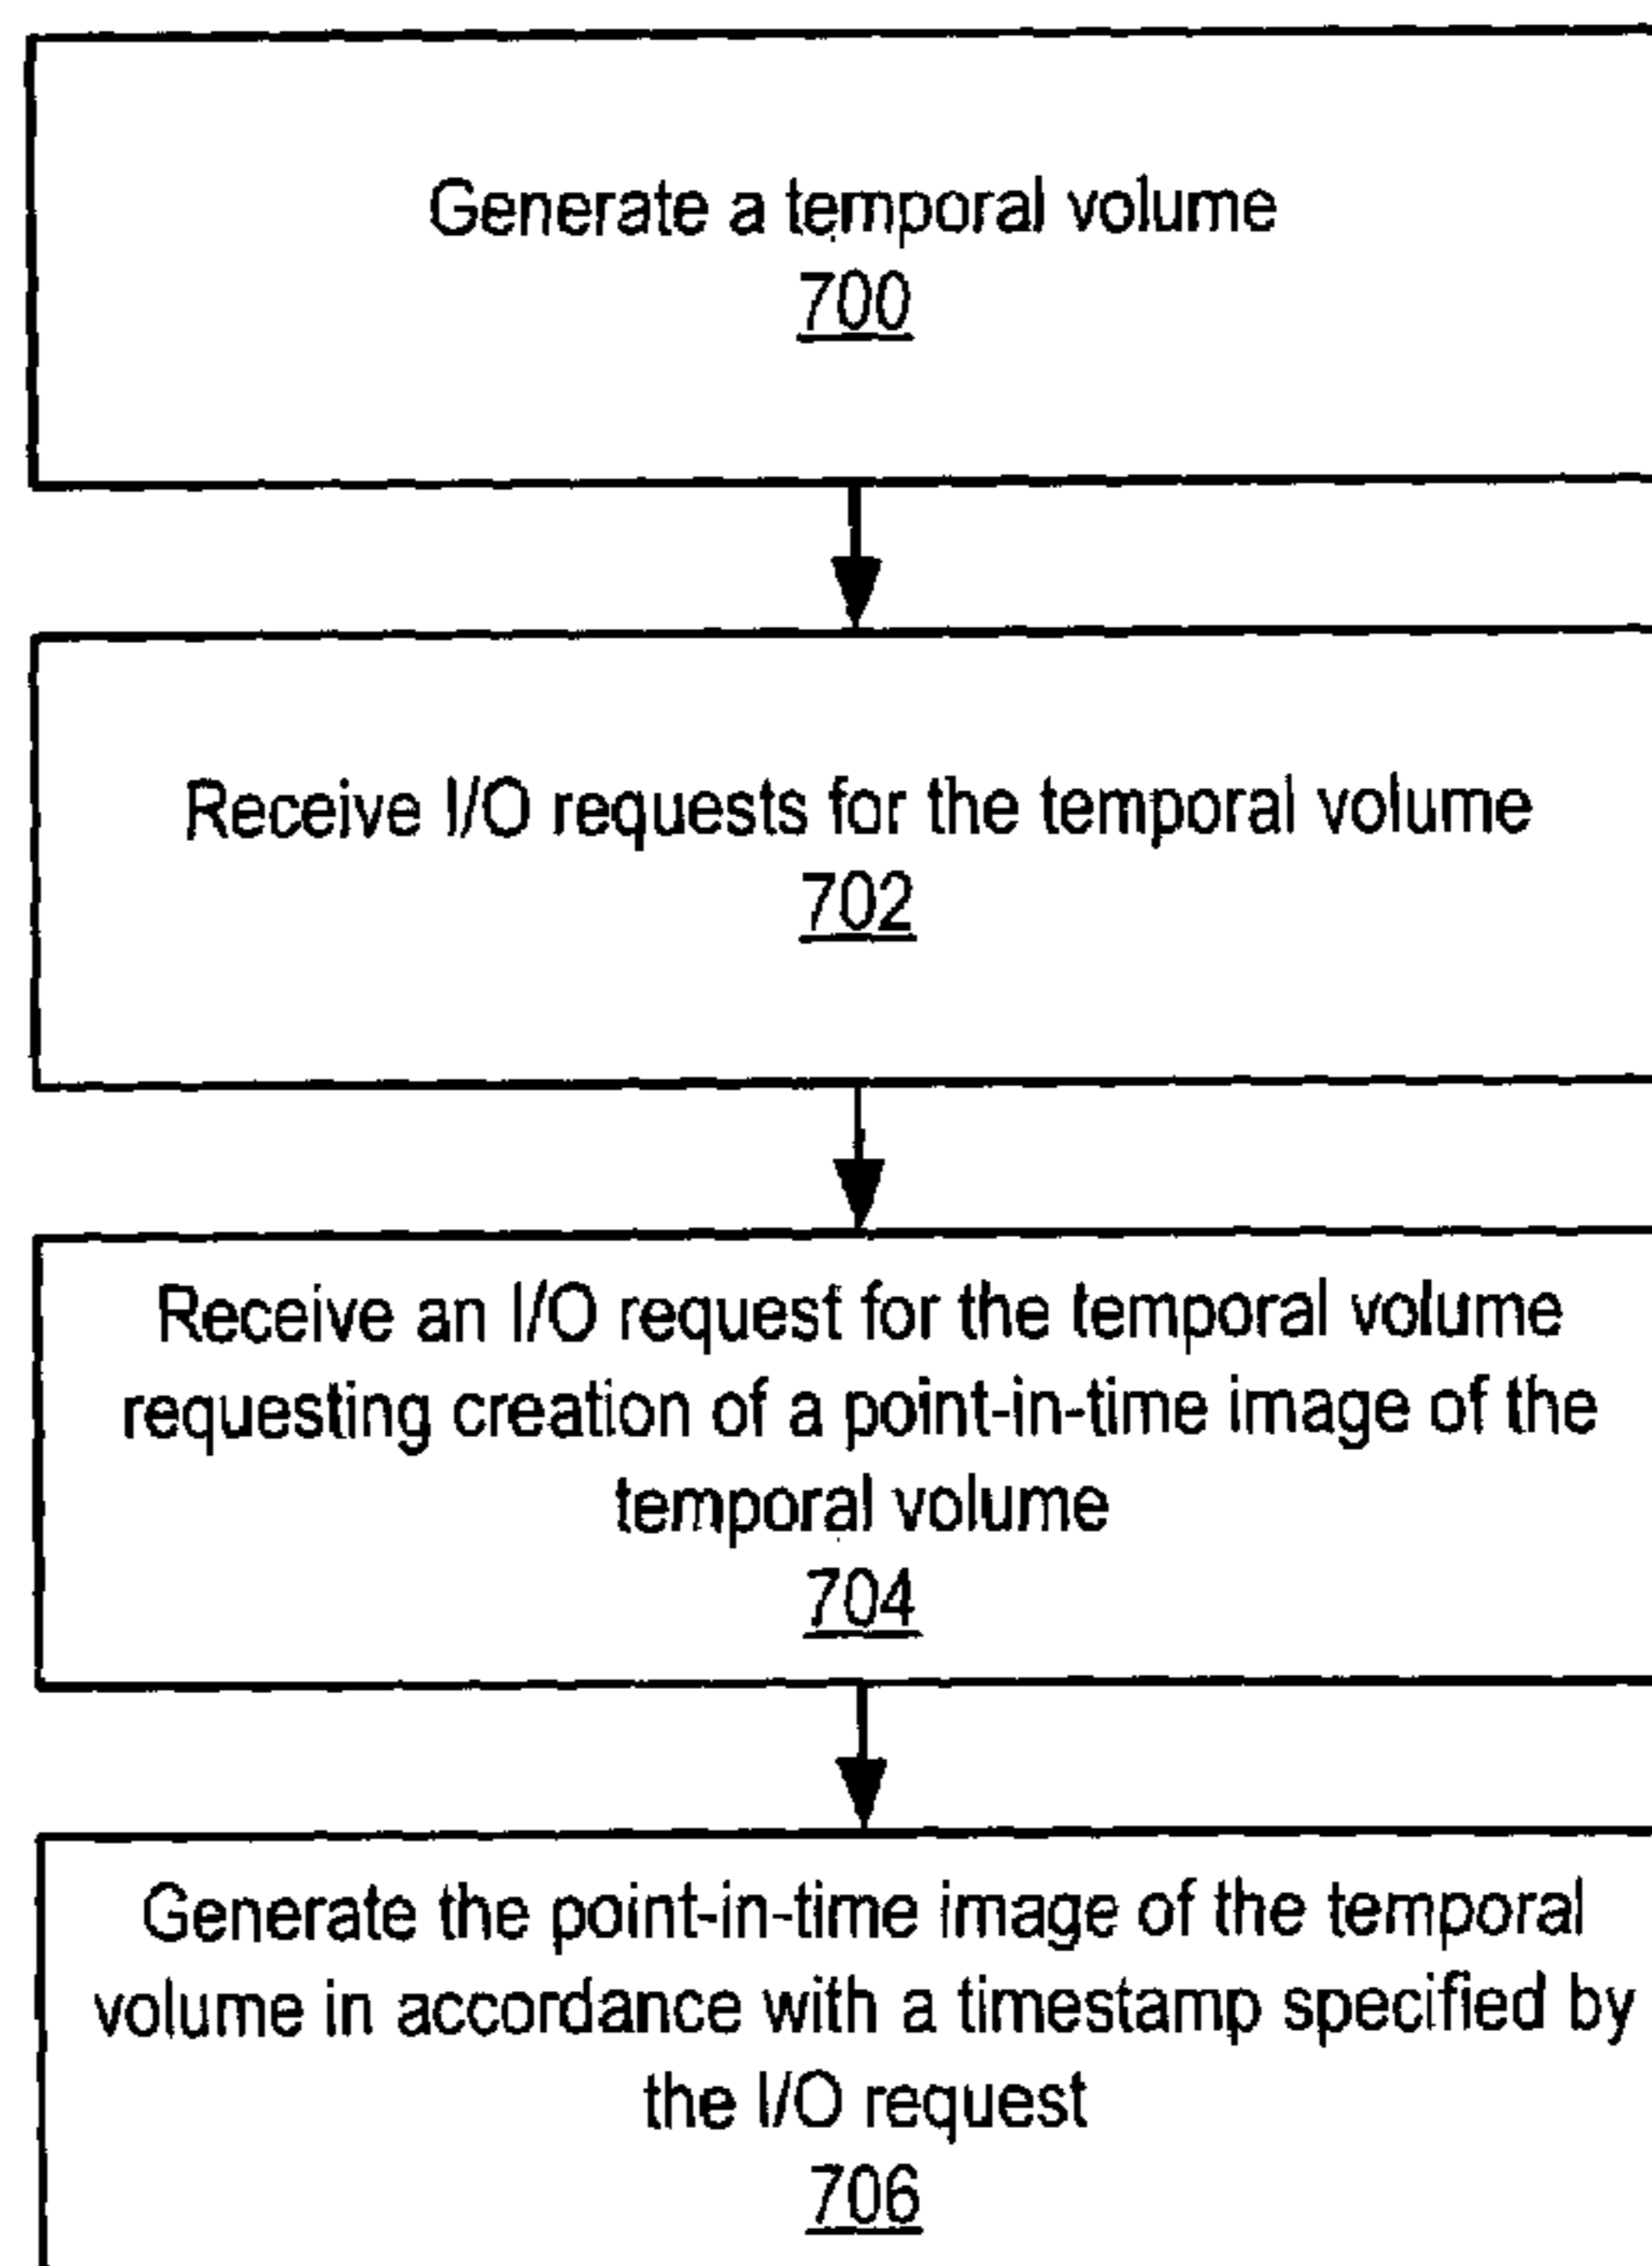 Generate a temporal volume
700
Receive I/O requests for the temporal volume
702
Receive an I/O request for the temporal volume
requesting creation of a point-in-time image of the
temporal volume
704
Generate the point-in-time image of the temporal
volume in accordance with a timestamp specified by
the I/O request
706